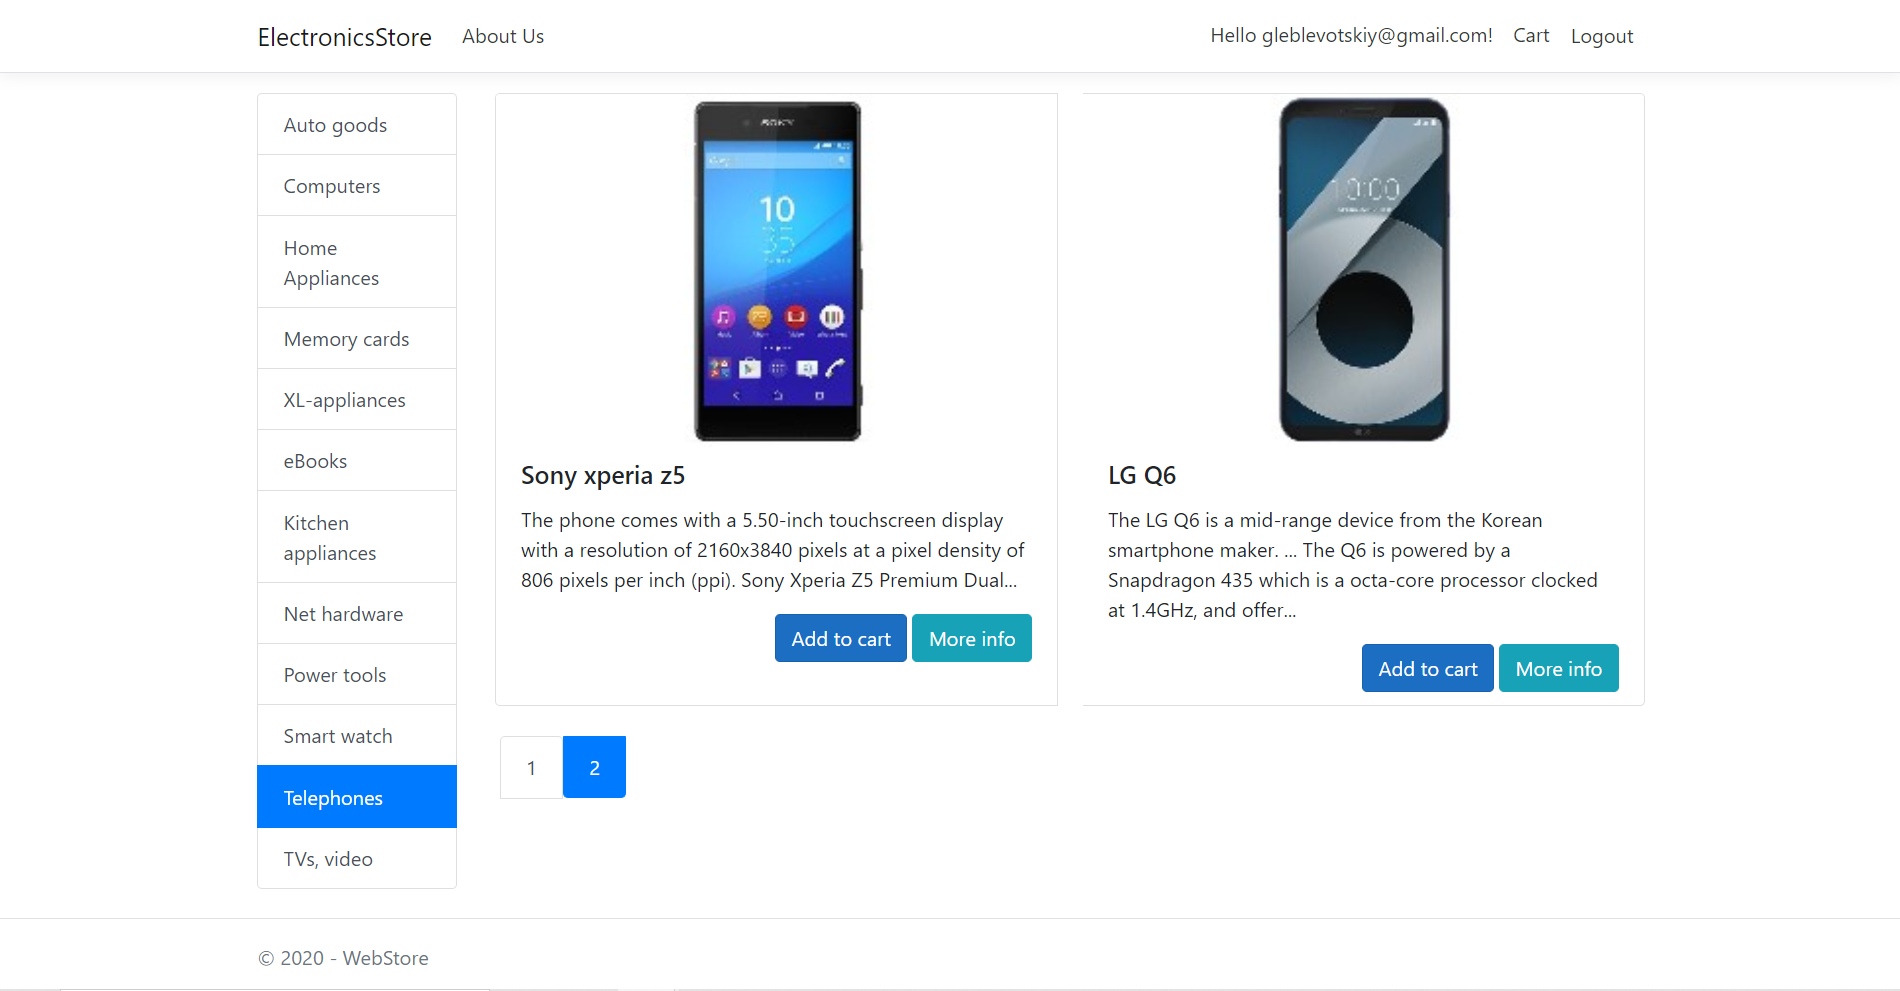 ElectronicsStore
About Us
Hello gleblevotskiy@gmail.com!
Cart
Logout
Auto goods
Computers
Home
Appliances
Memory cards
XL-appliances
eBooks
Kitchen
appliances
Net hardware
Power tools
Smart watch
Telephones
TVs, video
SONY
10
35
Sony xperia z5
The phone comes with a 5.50-inch touchscreen display
with a resolution of 2160x3840 pixels at a pixel density of
806 pixels per inch (ppi). Sony Xperia Z5 Premium Dual...
Add to cart
More info
10:00
LG Q6
The LG Q6 is a mid-range device from the Korean
smartphone maker. ... The Q6 is powered by a
Snapdragon 435 which is a octa-core processor clocked
at 1.4GHz, and offer...
Add to cart
More info
1
2
© 2020 - WebStore